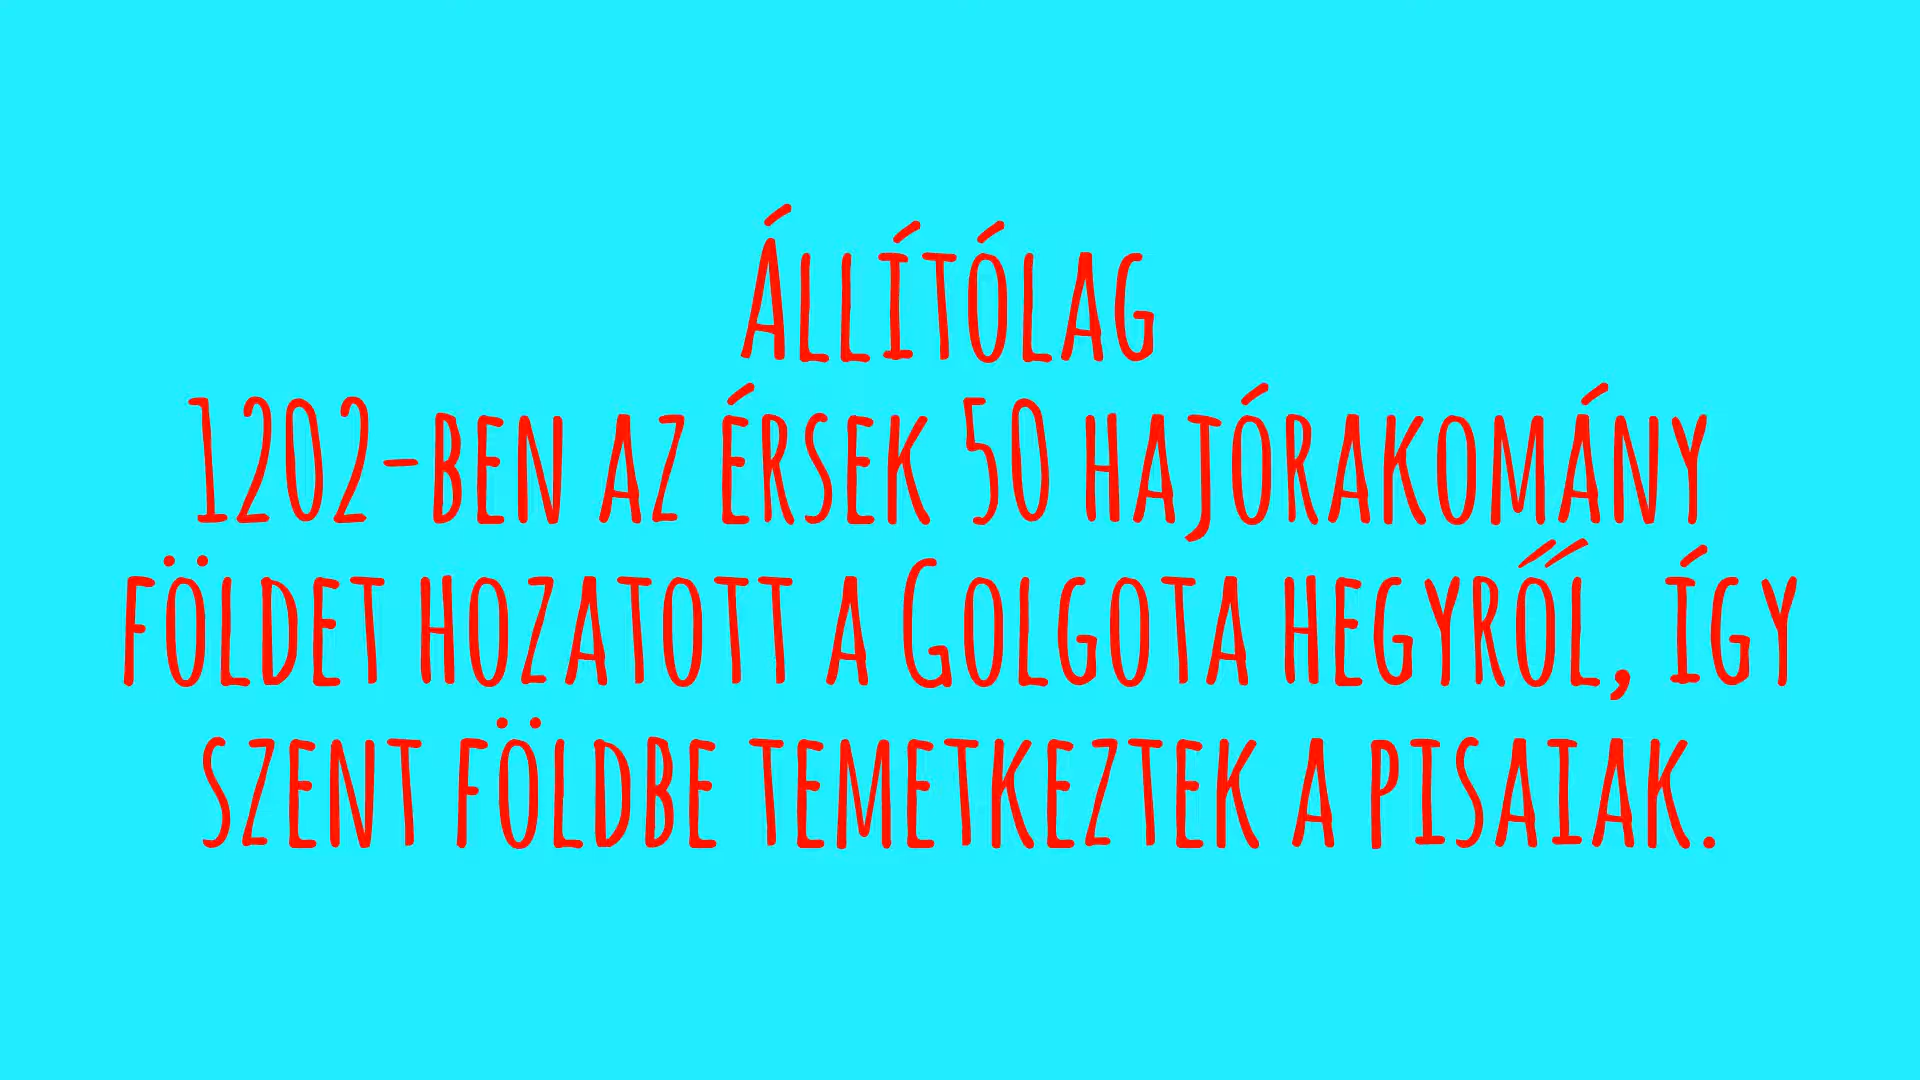 Állítólag
1202-ben az érsek 50 hajórakomány
földet hozatott a Golgota hegyről, így
szent földbe temetkeztek a pisaiak.